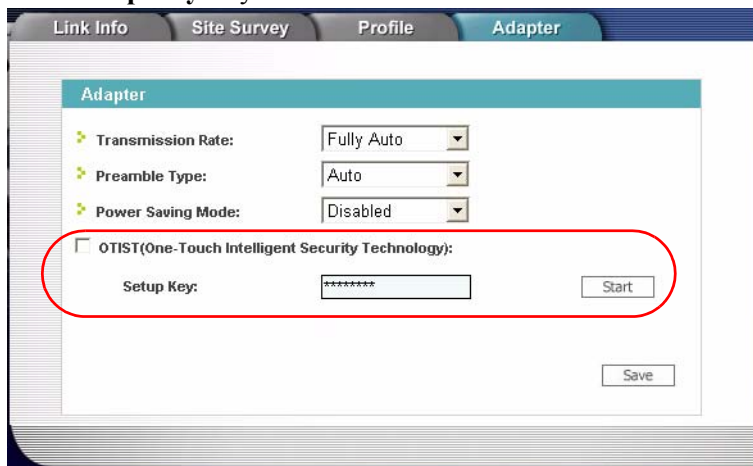 Link Info Site Survey Profile Adapter
Adapter
Transmission Rate: Fully Auto
Preamble Type: Auto
Power Saving Mode: Disabled
OTIST(One-Touch Intelligent Security Technology):
Setup Key: ******** Start
Save